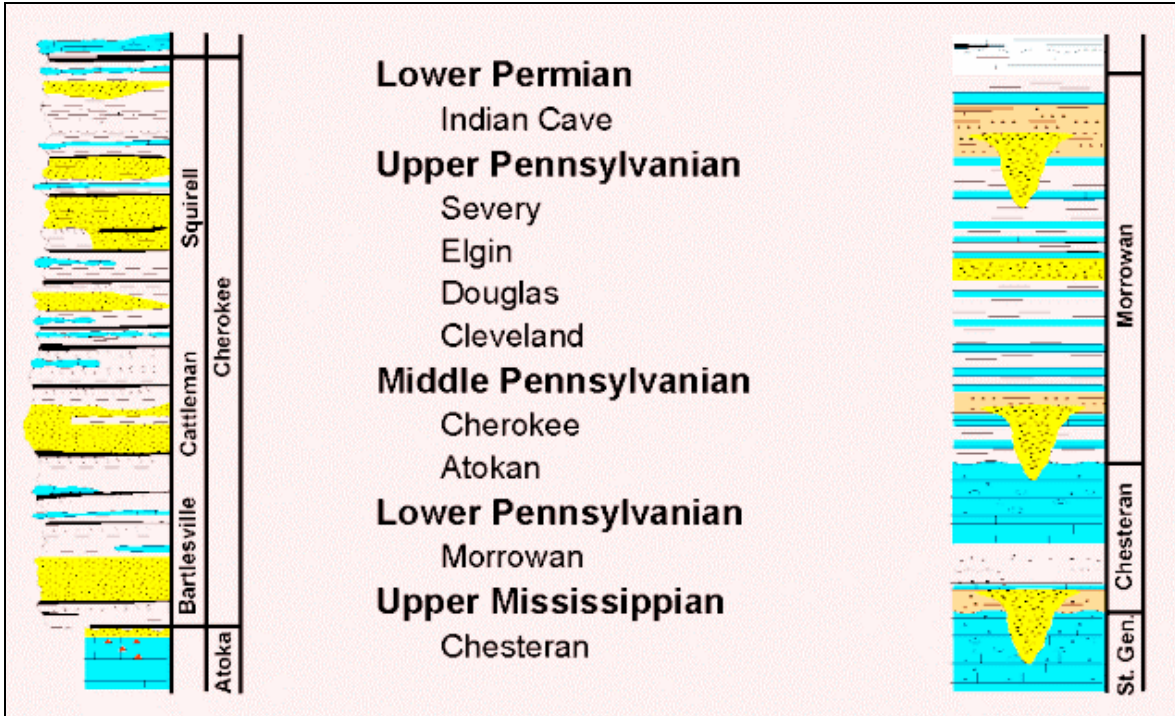 Squirell
Cattleman
Bartlesville
Cherokee
Atoka
Lower Permian
Indian Cave
Upper Pennsylvanian
Severy
Elgin
Douglas
Cleveland
Middle Pennsylvanian
Cherokee
Atokan
Lower Pennsylvanian
Morrowan
Upper Mississippian
Chesteran
Morrowan
Chesteran
St. Gen.